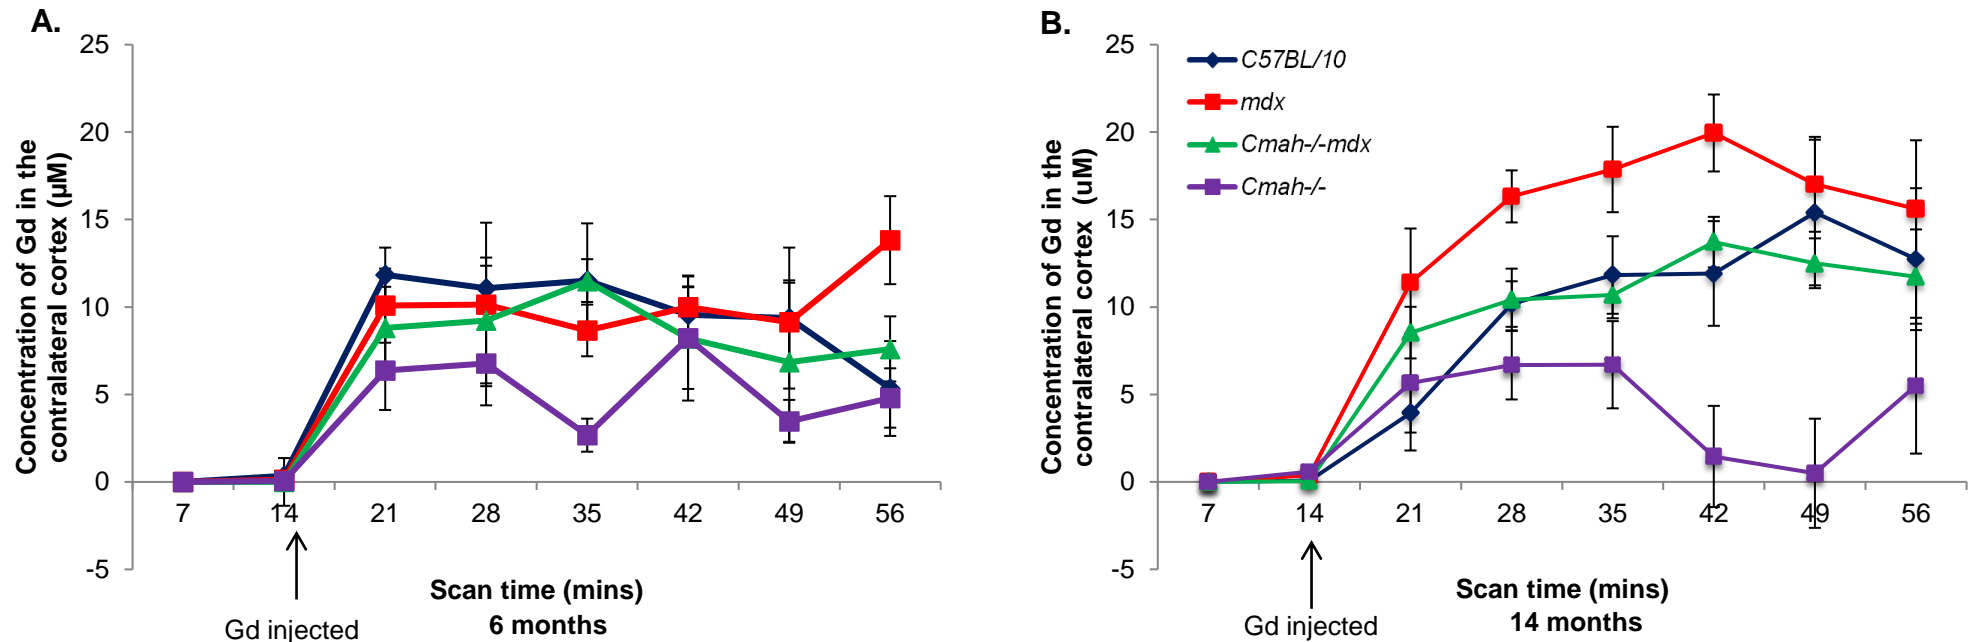 A.
25
20
15
10
5
0
-5
Concentration of Gd in the
contralateral cortex (µM)
7 14 21 28 35 42 49 56
Gd injected
Scan time (mins)
6 months
B.
25
20
15
10
5
0
-5
Concentration of Gd in the
contralateral cortex (uM)
C57BL/10
mdx
Cmah-/-mdx
Cmah-/-
7 14 21 28 35 42 49 56
Gd injected
Scan time (mins)
14 months